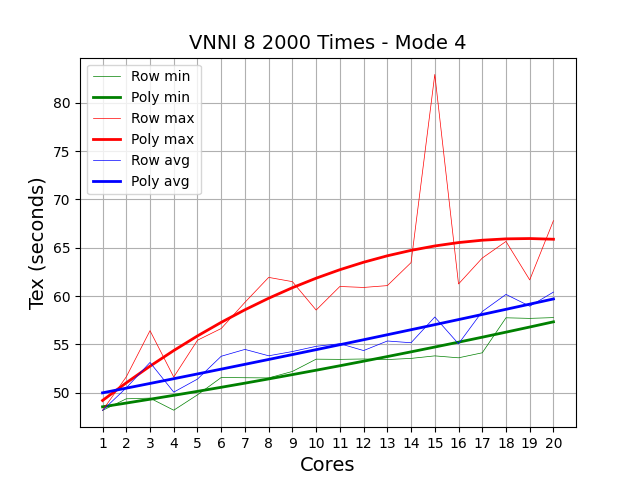 VNNI 8 2000 Times - Mode 4
Row min
Poly min
Row max
Poly max
Row avg
Poly avg
Tex (seconds)
80
75
70
65
60
55
50
1 2 3 4 5 6 7 8 9 10 11 12 13 14 15 16 17 18 19 20
Cores